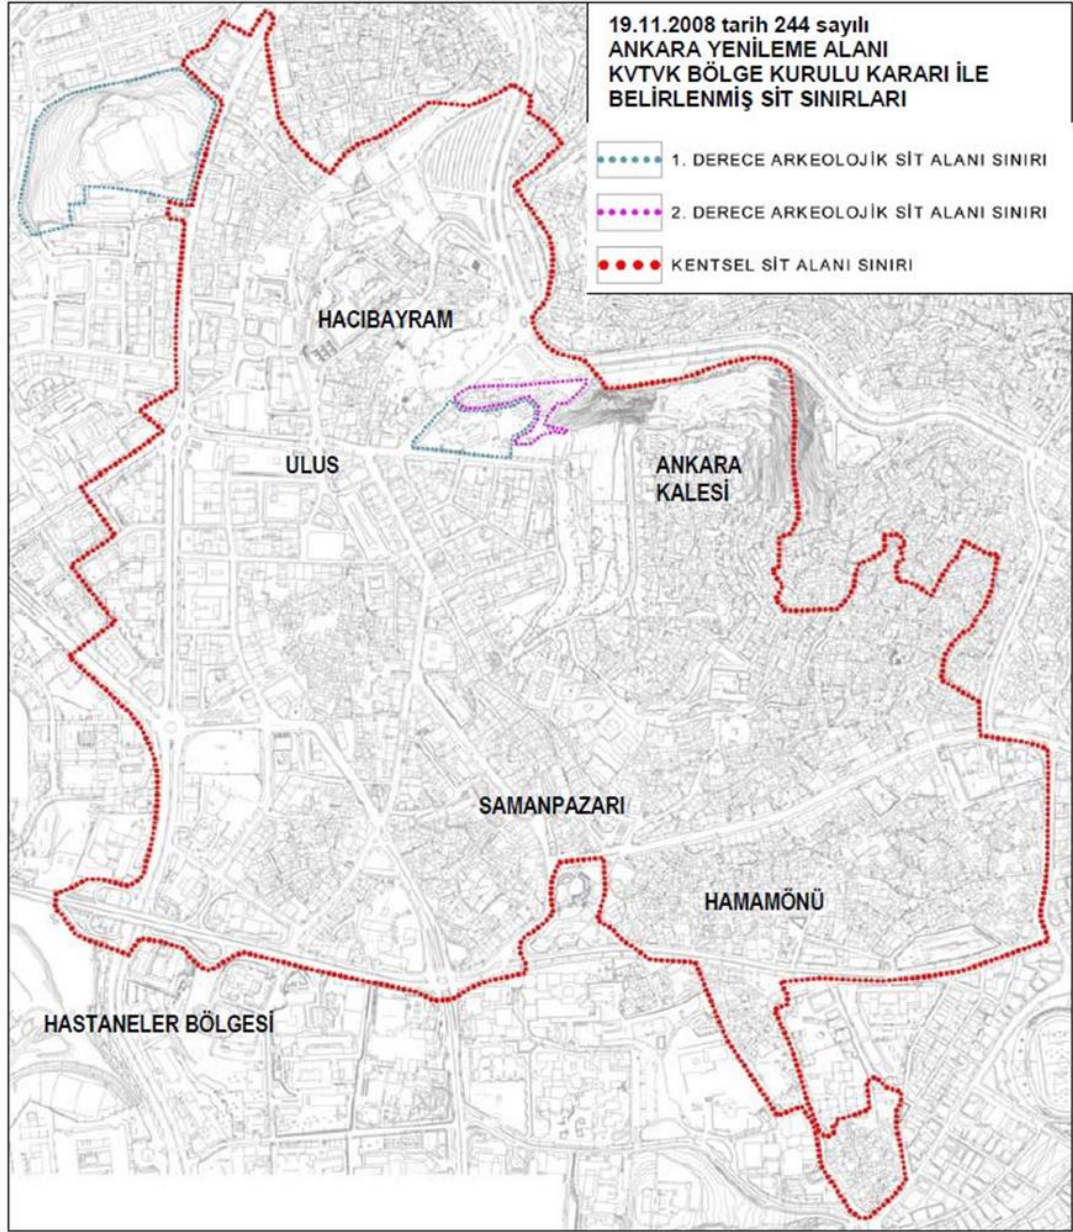 19.11.2008 tarih 244 sayılı
ANKARA YENİLEME ALANI
KVTVK BÖLGE KURULU KARARI İLE
BELİRLENMİŞ SİT SINIRLARI
1. DERECE ARKEOLOJİK SİT ALANI SINIRI
2. DERECE ARKEOLOJİK SİT ALANI SINIRI
KENTSEL SİT ALANI SINIRI
HACIBAYRAM
ULUS
ANKARA
KALESİ
SAMANPAZARI
HAMAMÖNÜ
HASTANELER BÖLGESİ